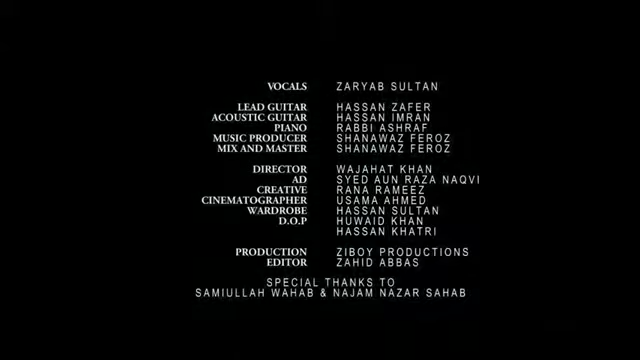 VOCALS ZARYAB SULTAN
LEAD GUITAR HASSAN ZAFER
ACOUSTIC GUITAR HASSAN IMRAN
PIANO RABBI ASHRAF
MUSIC PRODUCER SHANAWAZ FEROZ
MIX AND MASTER SHANAWAZ FEROZ
DIRECTOR WAJAHAT KHAN
AD SYED AUN RAZA NAQVI
CREATIVE RANA RAMEEZ
CINEMATOGRAPHER USAMA AHMED
WARDROBE HASSAN SULTAN
D.O.P HUWAID KHAN
HASSAN KHATRI
PRODUCTION ZIBOY PRODUCTIONS
EDITOR ZAHID ABBAS
SPECIAL THANKS TO
SAMIULLAH WAHAB & NAJAM NAZAR SAHAB